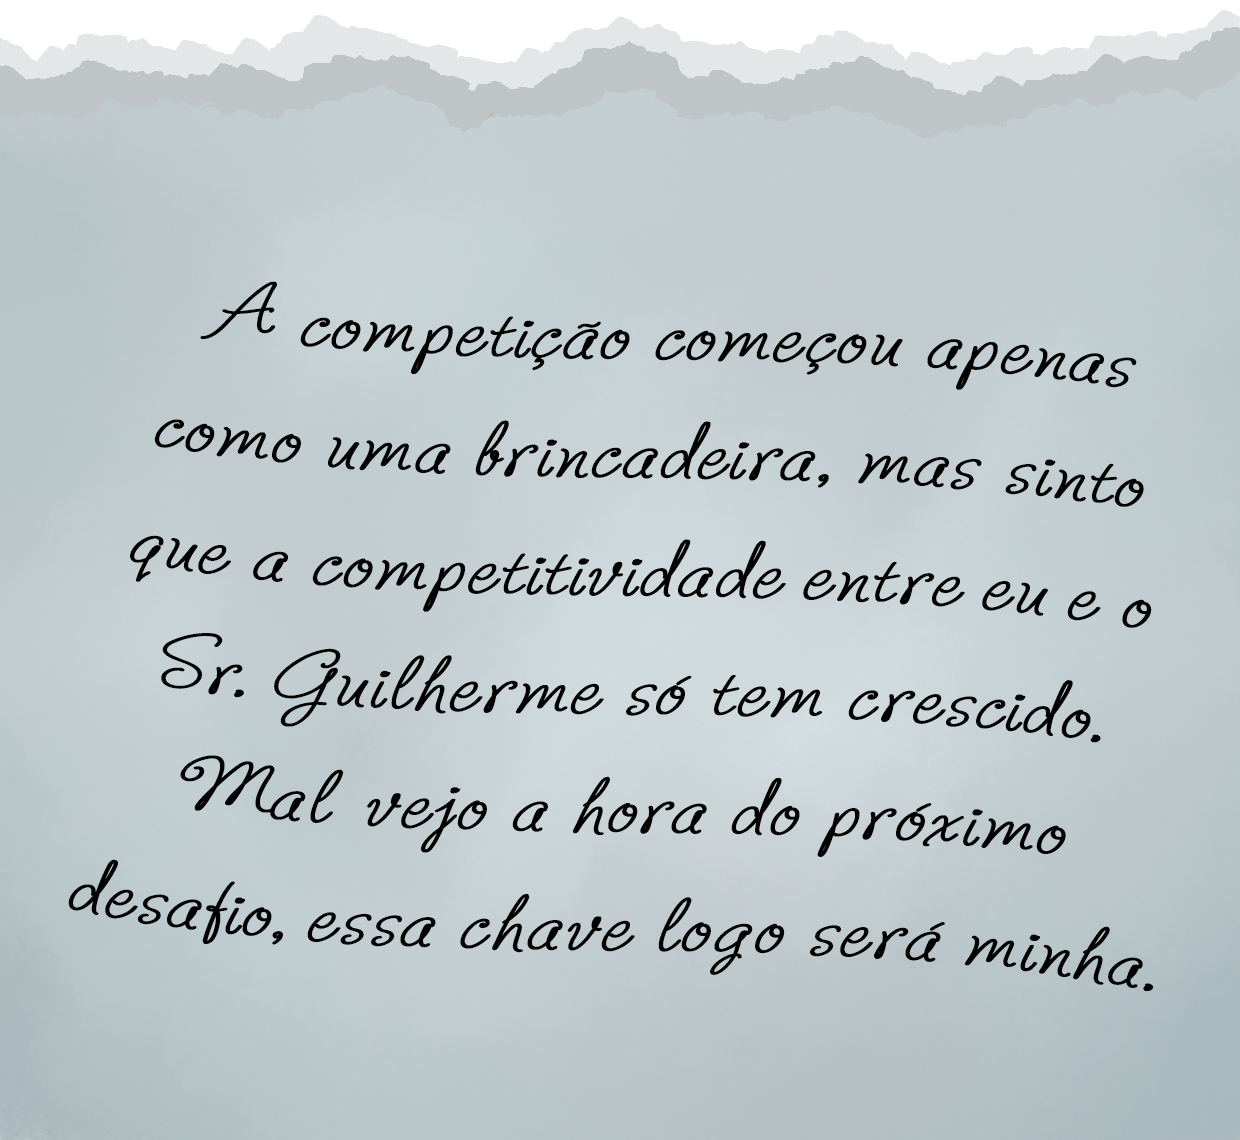 A competição começou apenas
como uma brincadeira, mas sinto
que a competitividade entre eu e o
Sr. Guilherme só tem crescido.
Mal vejo a hora do próximo
desafio, essa chave logo será minha.